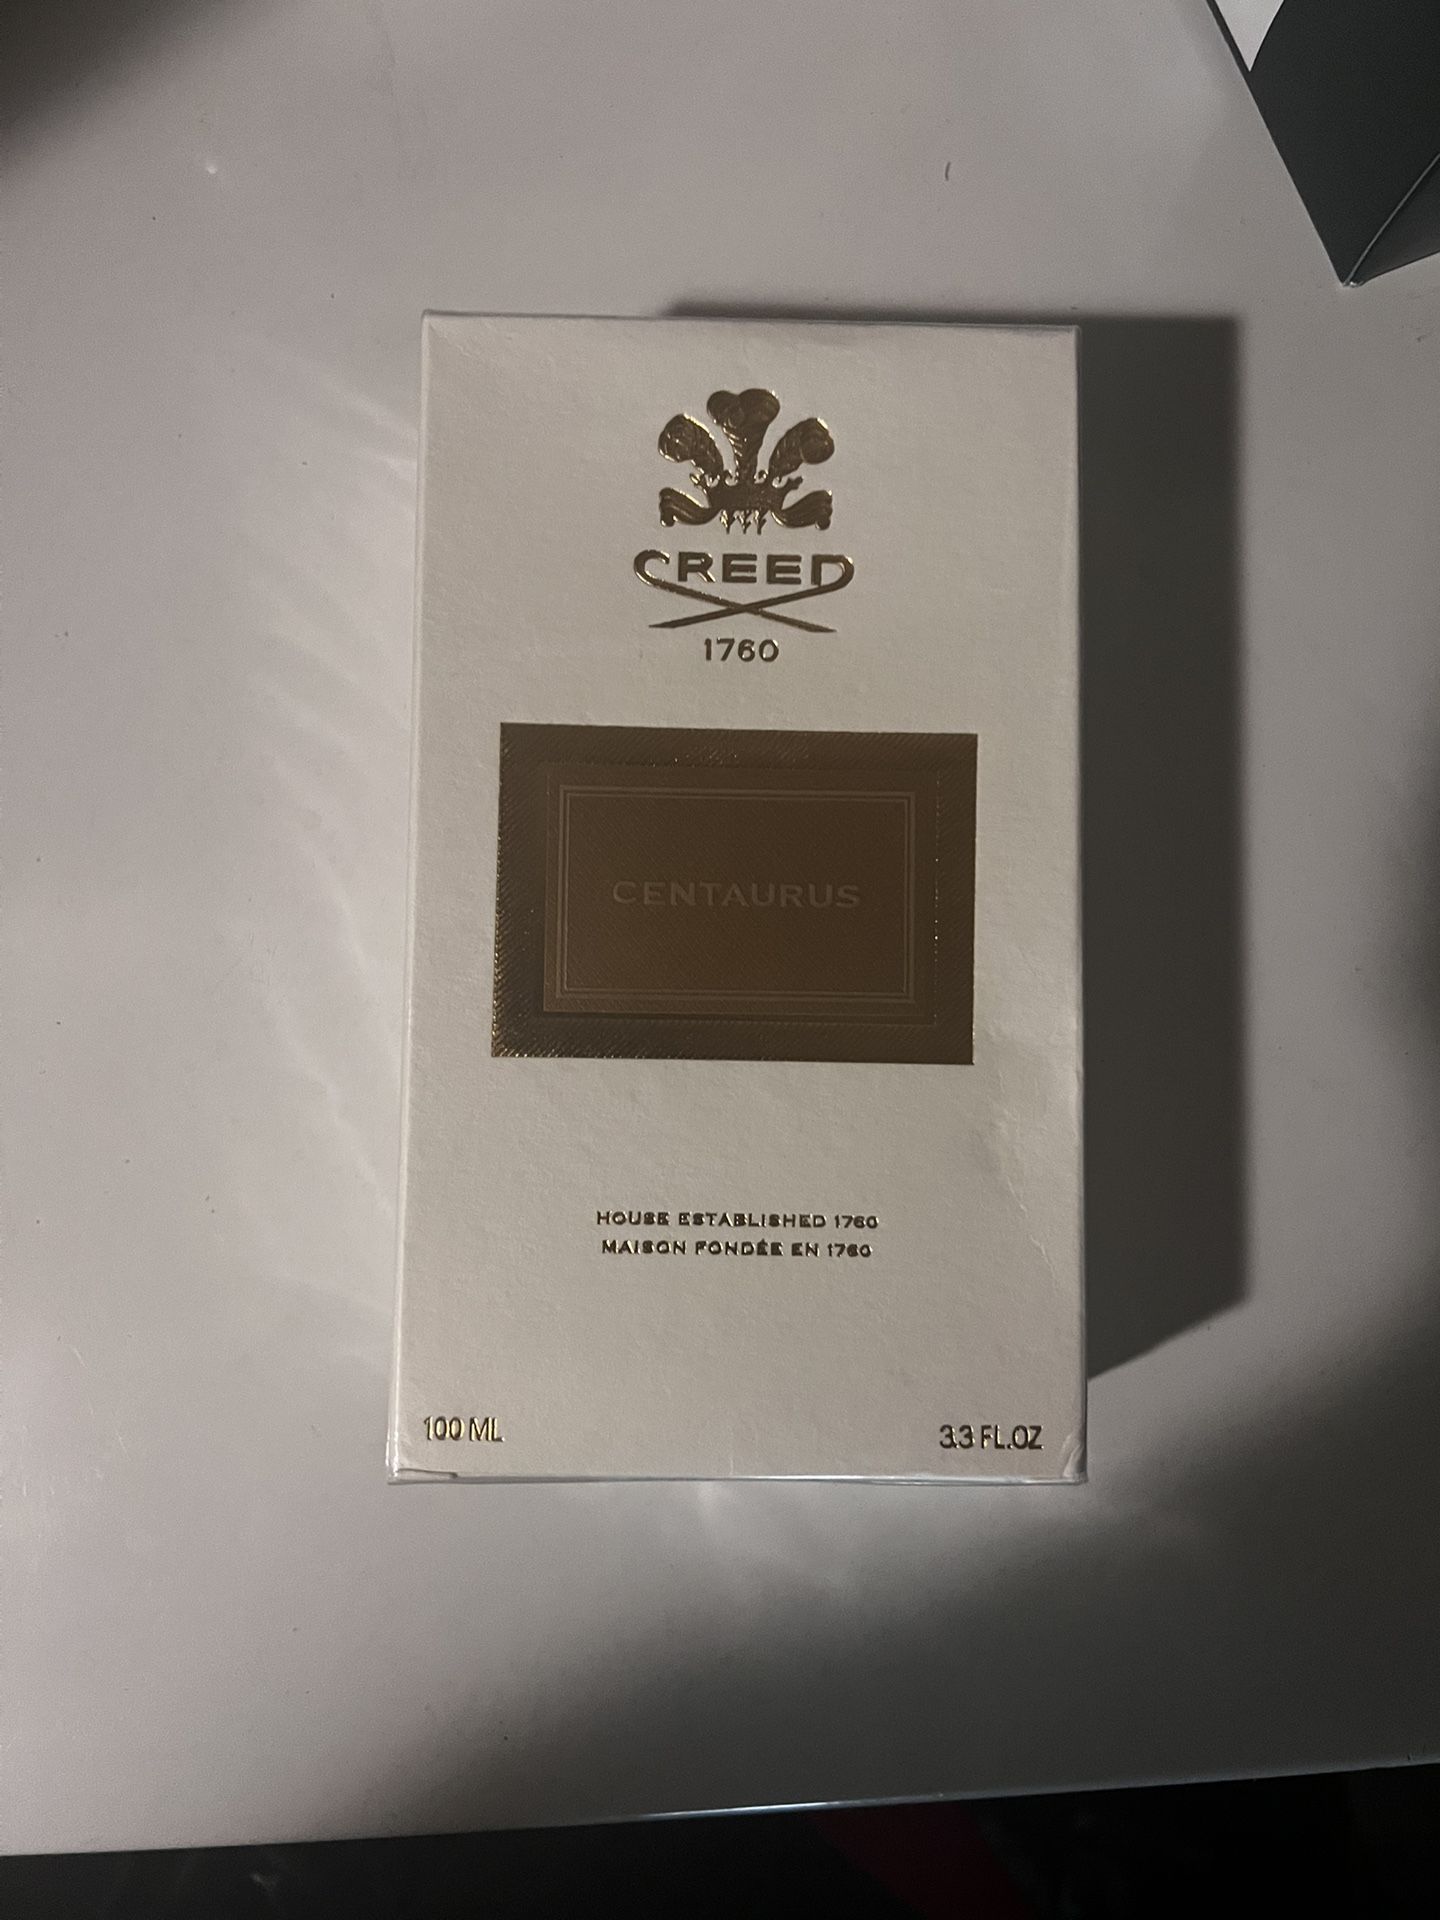 CREED
1760
CENTAURUS
HOUSE ESTABLISHED 1760
MAISON FONDÉE EN 1760
100 ML
3.3 FL.OZ